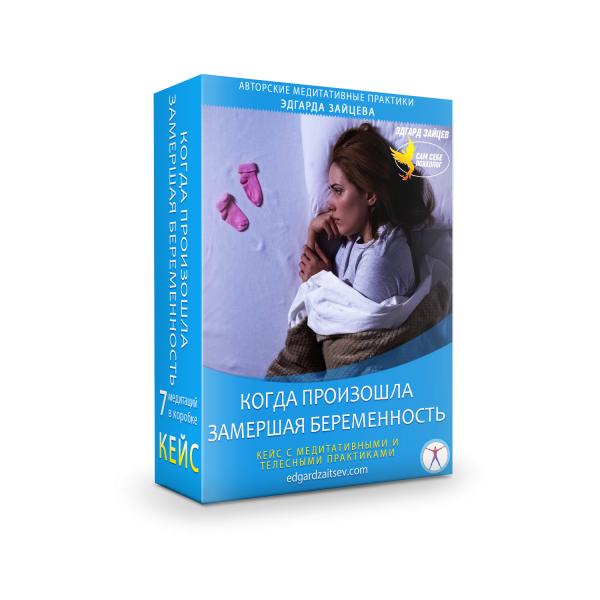 АВТОРСКИЕ МЕДИТАТИВНЫЕ ПРАКТИКИ
ЭДГАРДА ЗАЙЦЕВА
ЭДГАРД ЗАЙЦЕВ
САМ СЕБЕ
ПСИХОЛОГ
КОГДА ПРОИЗОШЛА
ЗАМЕРШАЯ БЕРЕМЕННОСТЬ
КЕЙС С МЕДИТАТИВНЫМИ И
ТЕЛЕСНЫМИ ПРАКТИКАМИ
edgardzaitsev.com
КОГДА ПРОИЗОШЛА
ЗАМЕРШАЯ БЕРЕМЕННОСТЬ
7 медитаций
в коробке
КЕЙС